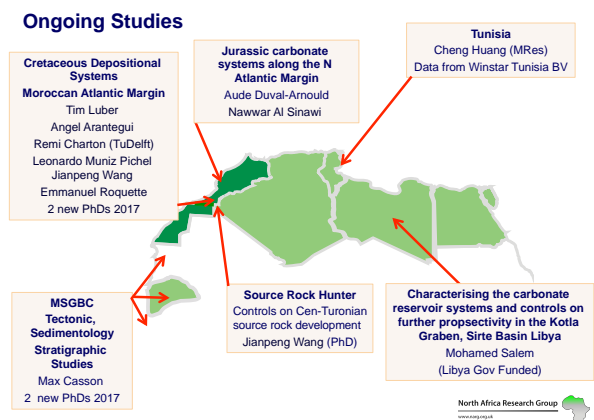 Ongoing Studies
Cretaceous Depositional
Systems
Moroccan Atlantic Margin
Tim Luber
Angel Arantegui
Remi Charton (TuDelft)
Leonardo Muniz Pichel
Jianpeng Wang
Emmanuel Roquette
2 new PhDs 2017
Jurassic carbonate
systems along the N
Atlantic Margin
Aude Duval-Arnould
Nawwar Al Sinawi
Tunisia
Cheng Huang (MRes)
Data from Winstar Tunisia BV
MSGBC
Tectonic,
Sedimentology
Stratigraphic
Studies
Max Casson
2 new PhDs 2017
Source Rock Hunter
Controls on Cen-Turonian
source rock development
Jianpeng Wang (PhD)
Characterising the carbonate
reservoir systems and controls on
further propsectivity in the Kotla
Graben, Sirte Basin Libya
Mohamed Salem
(Libya Gov Funded)
North Africa Research Group
www.narg.org.uk